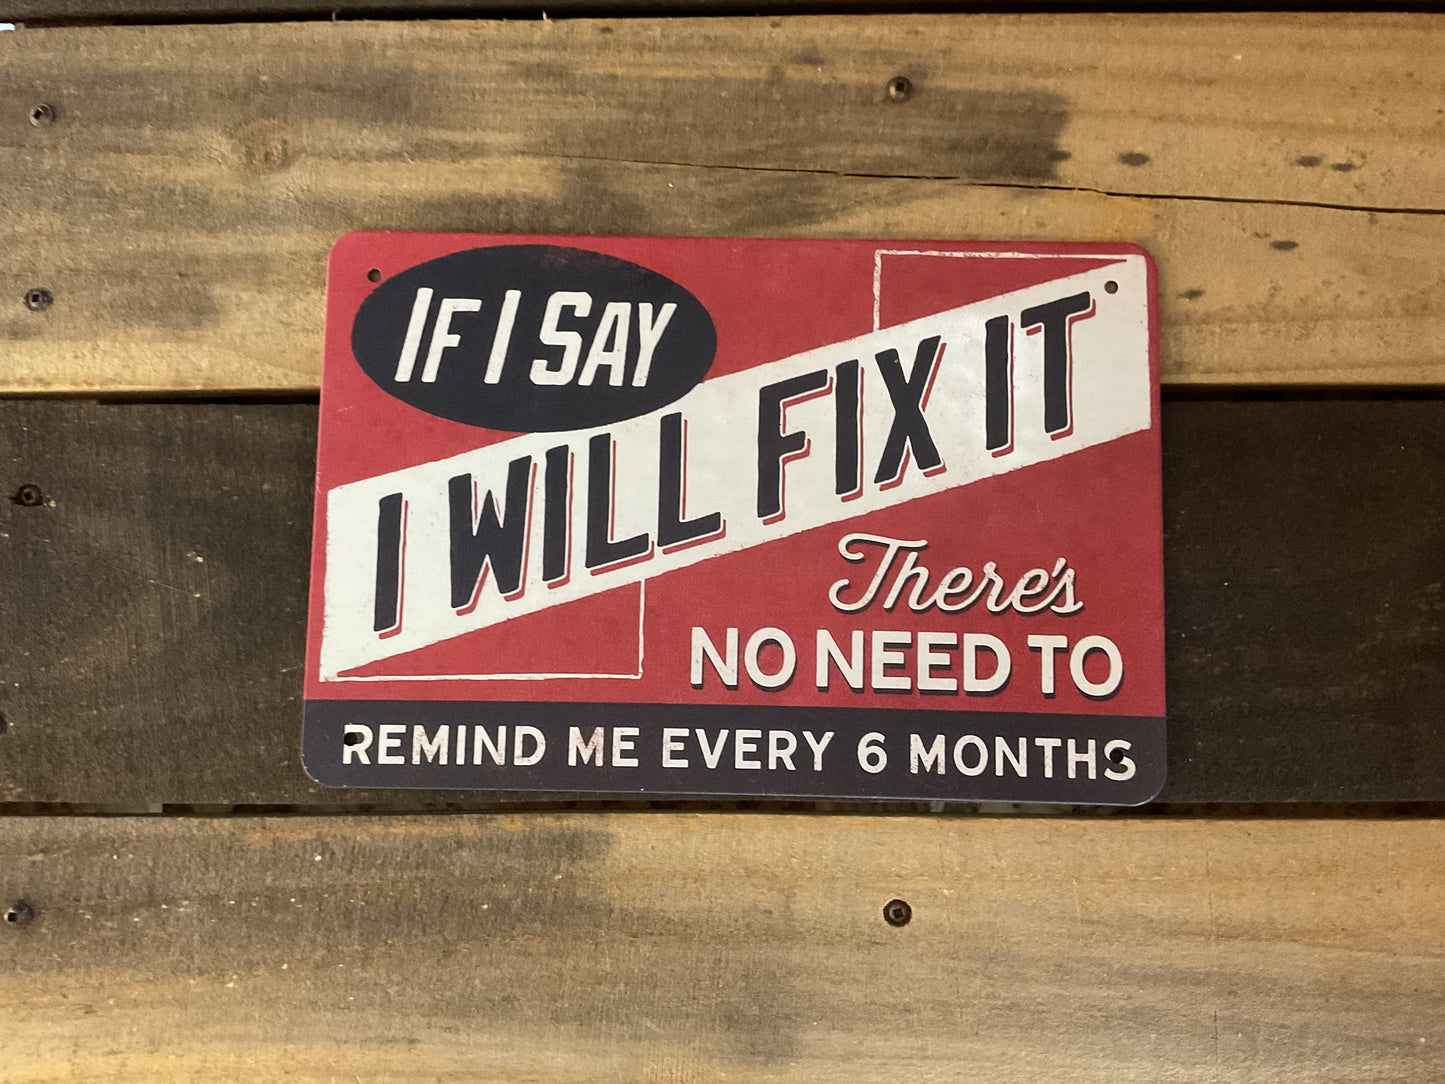 IF I SAY
I WILL FIX IT
There's
NO NEED TO
REMIND ME EVERY 6 MONTHS